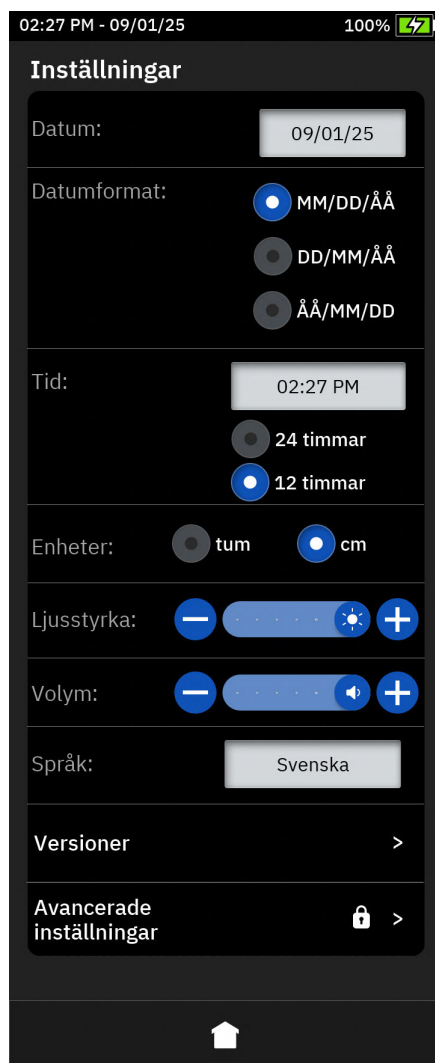 02:27 PM - 09/01/25 100%
Inställningar
Datum: 09/01/25
Datumformat: MM/DD/ÅÅ
DD/MM/ÅÅ
ÅÅ/MM/DD
Tid: 02:27 PM
24 timmar
12 timmar
Enheter: tum cm
Ljusstyrka:
Volym:
Språk: Svenska
Versioner >
Avancerade
inställningar >